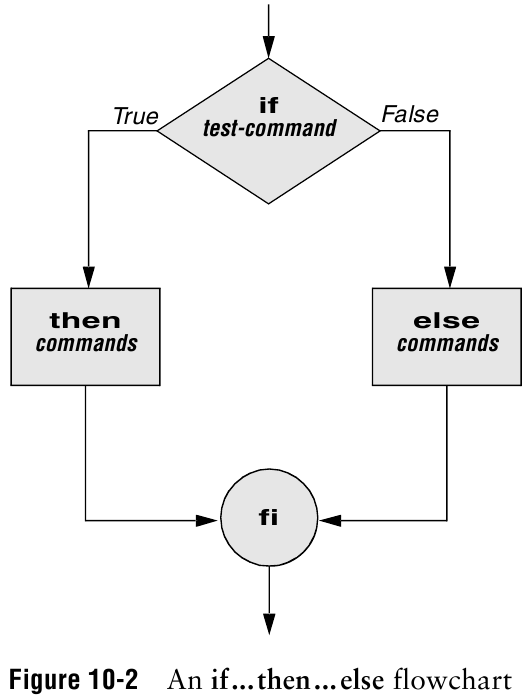 if
test-command
True
False
then
commands
else
commands
fi
Figure 10-2 An if...then...else flowchart